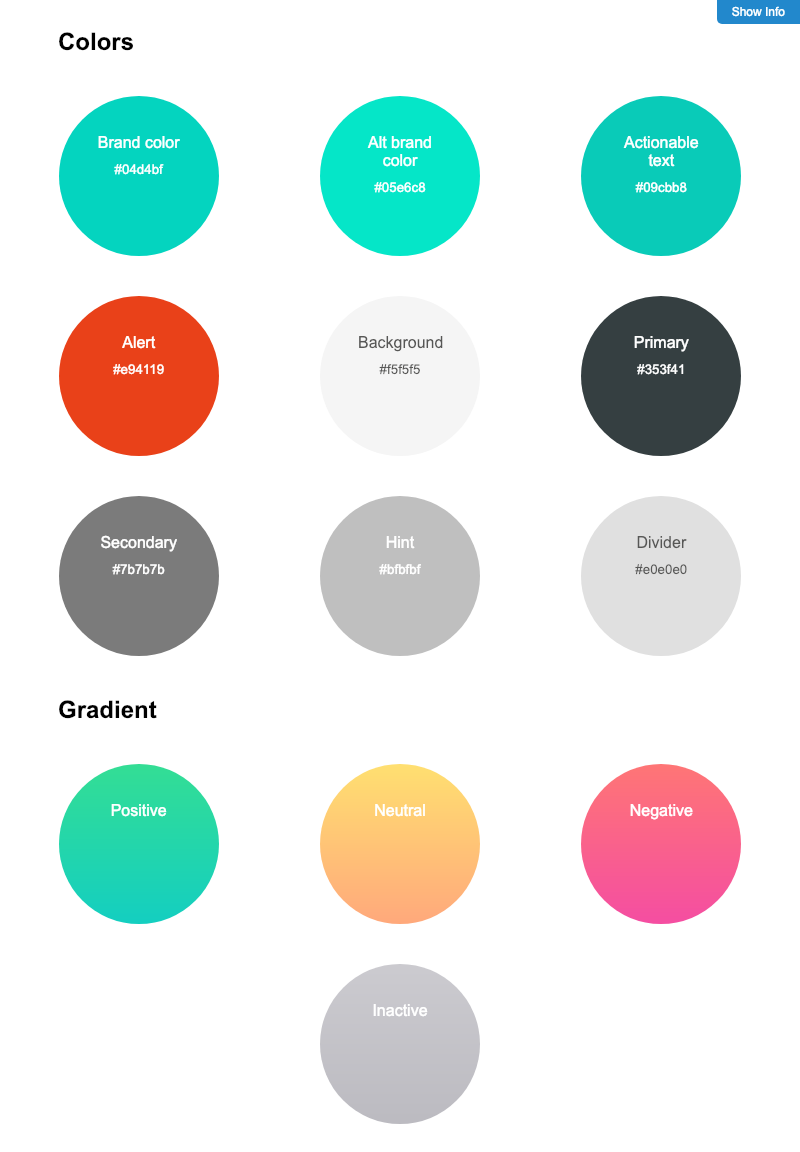 Show Info
Colors
Brand color
#04d4bf
Alt brand
color
#05e6c8
Actionable
text
#09cbb8
Alert
#e94119
Background
#f5f5f5
Primary
#353f41
Secondary
#7b7b7b
Hint
#bfbfbf
Divider
#e0e0e0
Gradient
Positive
Neutral
Negative
Inactive